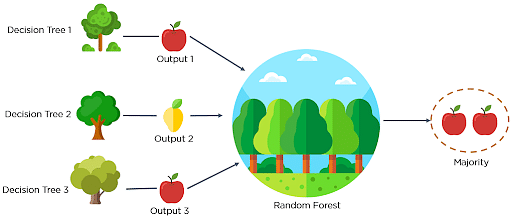 Decision Tree 1
Output 1
Decision Tree 2
Output 2
Decision Tree 3
Output 3
Random Forest
Majority